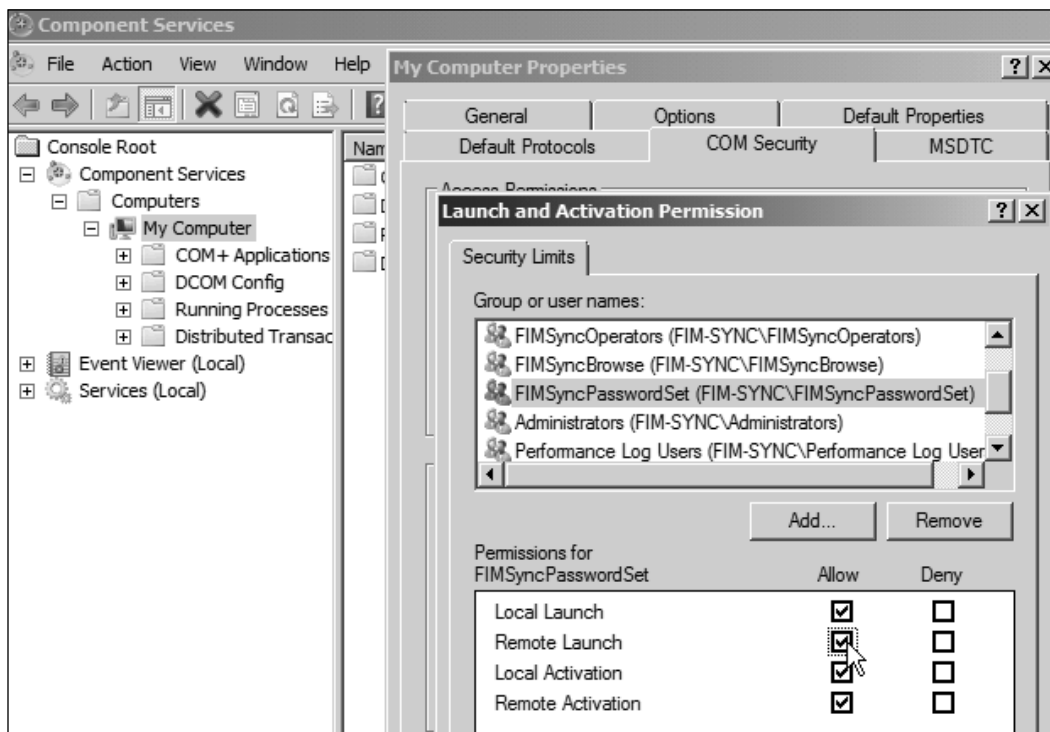 Component Services
File Action View Window Help
My Computer Properties
General Options Default Properties
Default Protocols COM Security MSDTC
Console Root
Component Services
Computers
My Computer
COM+ Applications
DCOM Config
Running Processes
Distributed Transac
Event Viewer (Local)
Services (Local)
Nam
Access Permissions
Launch and Activation Permission
Security Limits
Group or user names:
FIMSyncOperators (FIM-SYNC\FIMSyncOperators)
FIMSyncBrowse (FIM-SYNC\FIMSyncBrowse)
FIMSyncPasswordSet (FIM-SYNC\FIMSyncPasswordSet)
Administrators (FIM-SYNC\Administrators)
Performance Log Users (FIM-SYNC\Performance Log User
Add... Remove
Permissions for
FIMSyncPasswordSet Allow Deny
Local Launch
Remote Launch
Local Activation
Remote Activation